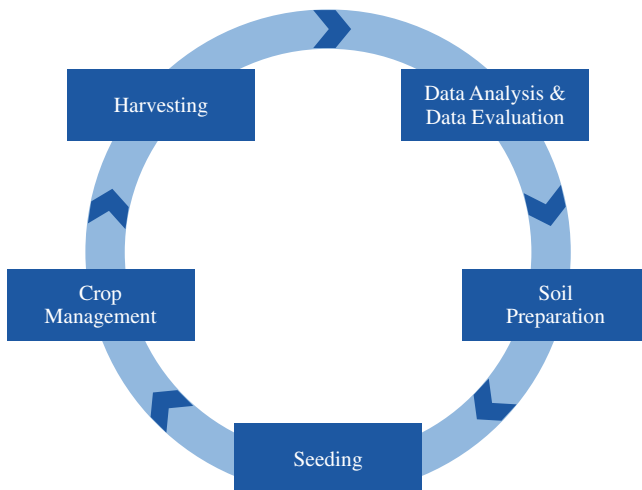 Harvesting
Data Analysis &
Data Evaluation
Crop
Management
Soil
Preparation
Seeding